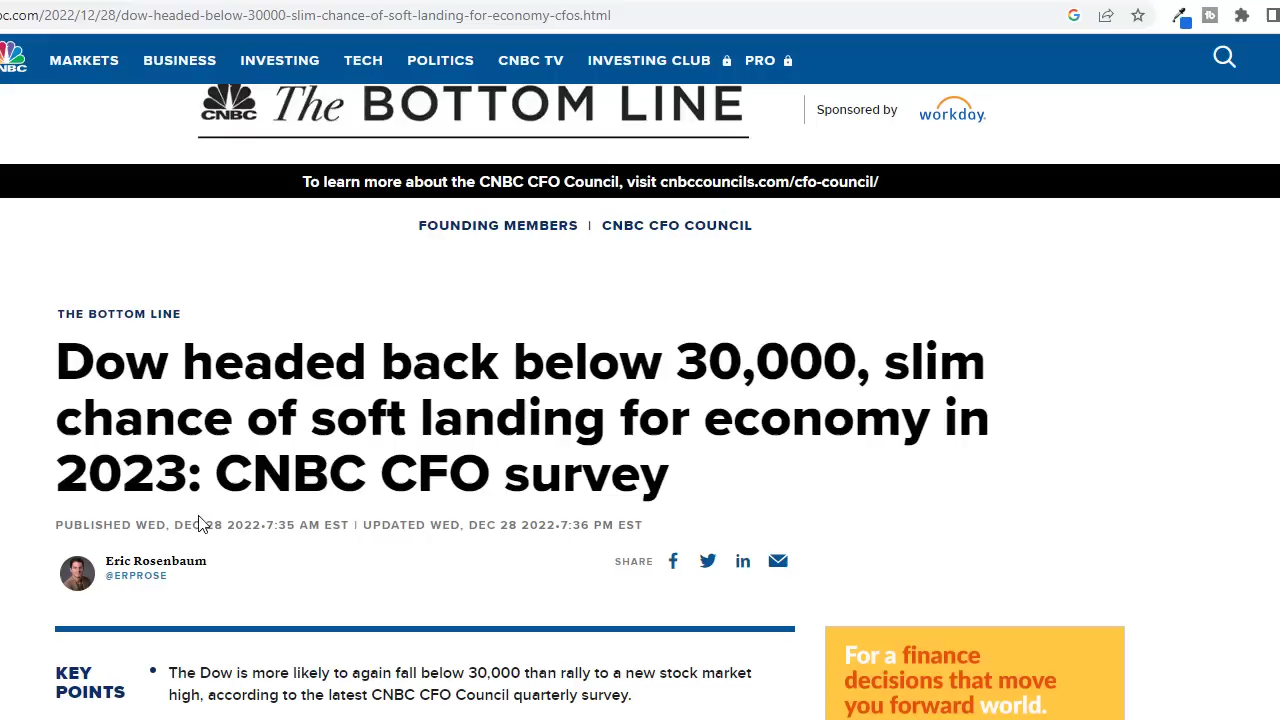 bc.com/2022/12/28/dow-headed-below-30000-slim-chance-of-soft-landing-for-economy-cfos.html
NBC MARKETS BUSINESS INVESTING TECH POLITICS CNBC TV INVESTING CLUB PRO
CNBC The BOTTOM LINE Sponsored by workday.
To learn more about the CNBC CFO Council, visit cnbccouncils.com/cfo-council/
FOUNDING MEMBERS | CNBC CFO COUNCIL
THE BOTTOM LINE
Dow headed back below 30,000, slim
chance of soft landing for economy in
2023: CNBC CFO survey
PUBLISHED WED, DEC 28 2022•7:35 AM EST | UPDATED WED, DEC 28 2022•7:36 PM EST
Eric Rosenbaum
@ERPROSE
SHARE
KEY
POINTS
• The Dow is more likely to again fall below 30,000 than rally to a new stock market
high, according to the latest CNBC CFO Council quarterly survey.
For a finance
decisions that move
you forward world.